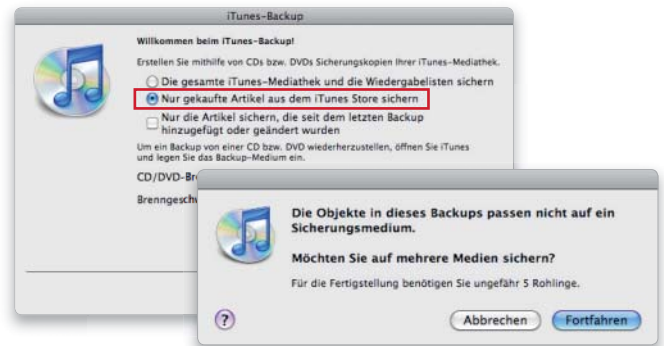 iTunes-Backup
Willkommen beim iTunes-Backup!
Erstellen Sie mithilfe von CDs bzw. DVDs Sicherungskopien Ihrer iTunes-Mediathek.
Die gesamte iTunes-Mediathek und die Wiedergabelisten sichern
Nur gekaufte Artikel aus dem iTunes Store sichern
Nur die Artikel sichern, die seit dem letzten Backup
hinzugefügt oder geändert wurden
Um ein Backup von einer CD bzw. DVD wiederherzustellen, öffnen Sie iTunes
und legen Sie das Backup-Medium ein.
CD/DVD-Br
Brenngesch
Die Objekte in dieses Backups passen nicht auf ein
Sicherungsmedium.
Möchten Sie auf mehrere Medien sichern?
Für die Fertigstellung benötigen Sie ungefähr 5 Rohlinge.
?
Abbrechen
Fortfahren